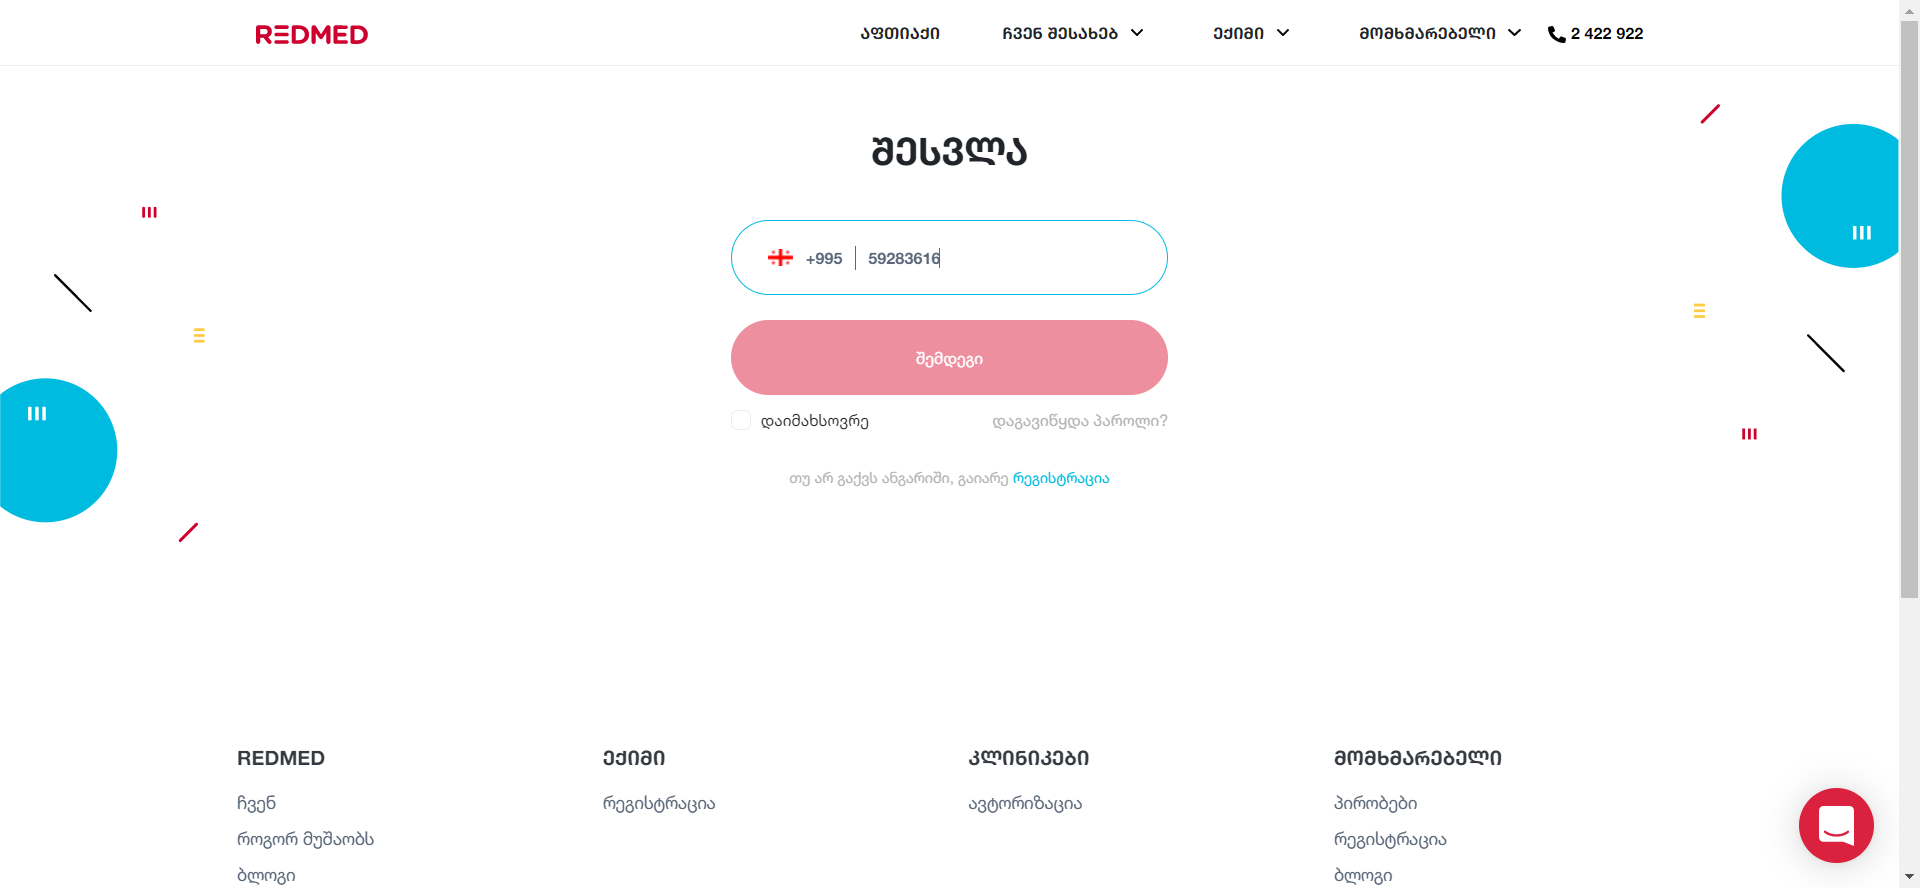 REDMED
აფთიაქი
ჩვენ შესახებ
ექიმი
მომხმარებელი
2 422 922
შესვლა
+995
59283616
შემდეგი
დაიმახსოვრე
დაგავიწყდა პაროლი?
თუ არ გაქვს ანგარიში, გაიარე რეგისტრაცია
REDMED
ჩვენ
როგორ მუშაობს
ბლოგი
ექიმი
რეგისტრაცია
კლინიკები
ავტორიზაცია
მომხმარებელი
პირობები
რეგისტრაცია
ბლოგი